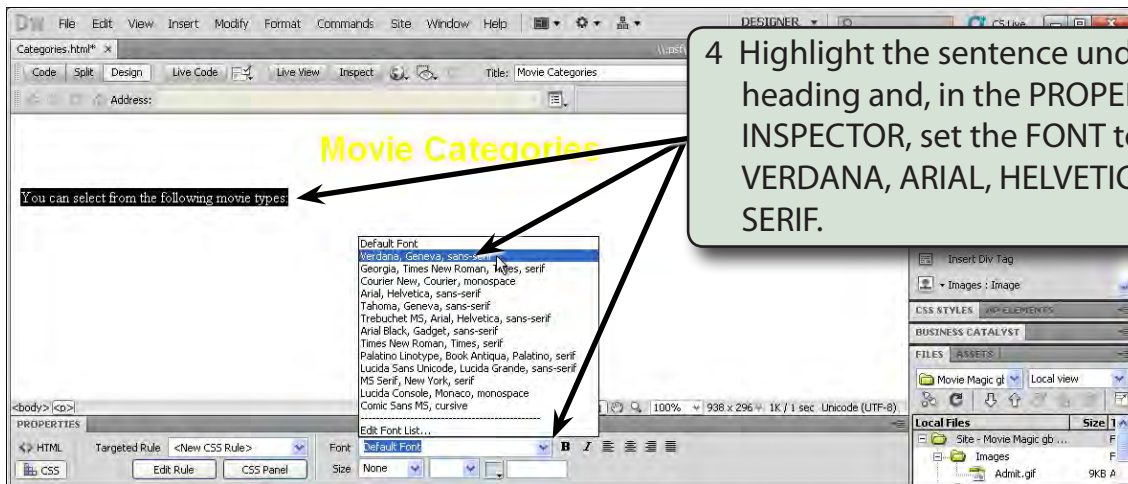 DW File Edit View Insert Modify Format Commands Site Window Help DESIGNER CS Live
Categories.html* ×
Code Split Design Live Code Live View Inspect Title: Movie Categories
Address:
4 Highlight the sentence und
heading and, in the PROPE
INSPECTOR, set the FONT t
VERDANA, ARIAL, HELVETIC
SERIF.
Movie Categories
You can select from the following movie types:
Default Font
Verdana, Geneva, sans-serif
Georgia, Times New Roman, Times, serif
Courier New, Courier, monospace
Arial, Helvetica, sans-serif
Tahoma, Geneva, sans-serif
Trebuchet MS, Arial, Helvetica, sans-serif
Arial Black, Gadget, sans-serif
Times New Roman, Times, serif
Palatino Linotype, Book Antiqua, Palatino, serif
Lucida Sans Unicode, Lucida Grande, sans-serif
MS Serif, New York, serif
Lucida Console, Monaco, monospace
Comic Sans MS, cursive
Edit Font List...
Insert Div Tag
Images : Image
CSS STYLES AP ELEMENTS
BUSINESS CATALYST
FILES ASSETS
Movie Magic gb Local view
<body> <p> 100% 938 x 296 1K / 1 sec Unicode (UTF-8)
Local Files Size
Site - Movie Magic gb ... F
Images F
Admit.gif 9KB A
PROPERTIES
<> HTML Targeted Rule <New CSS Rule> Font Default Font B I
CSS Edit Rule CSS Panel Size None